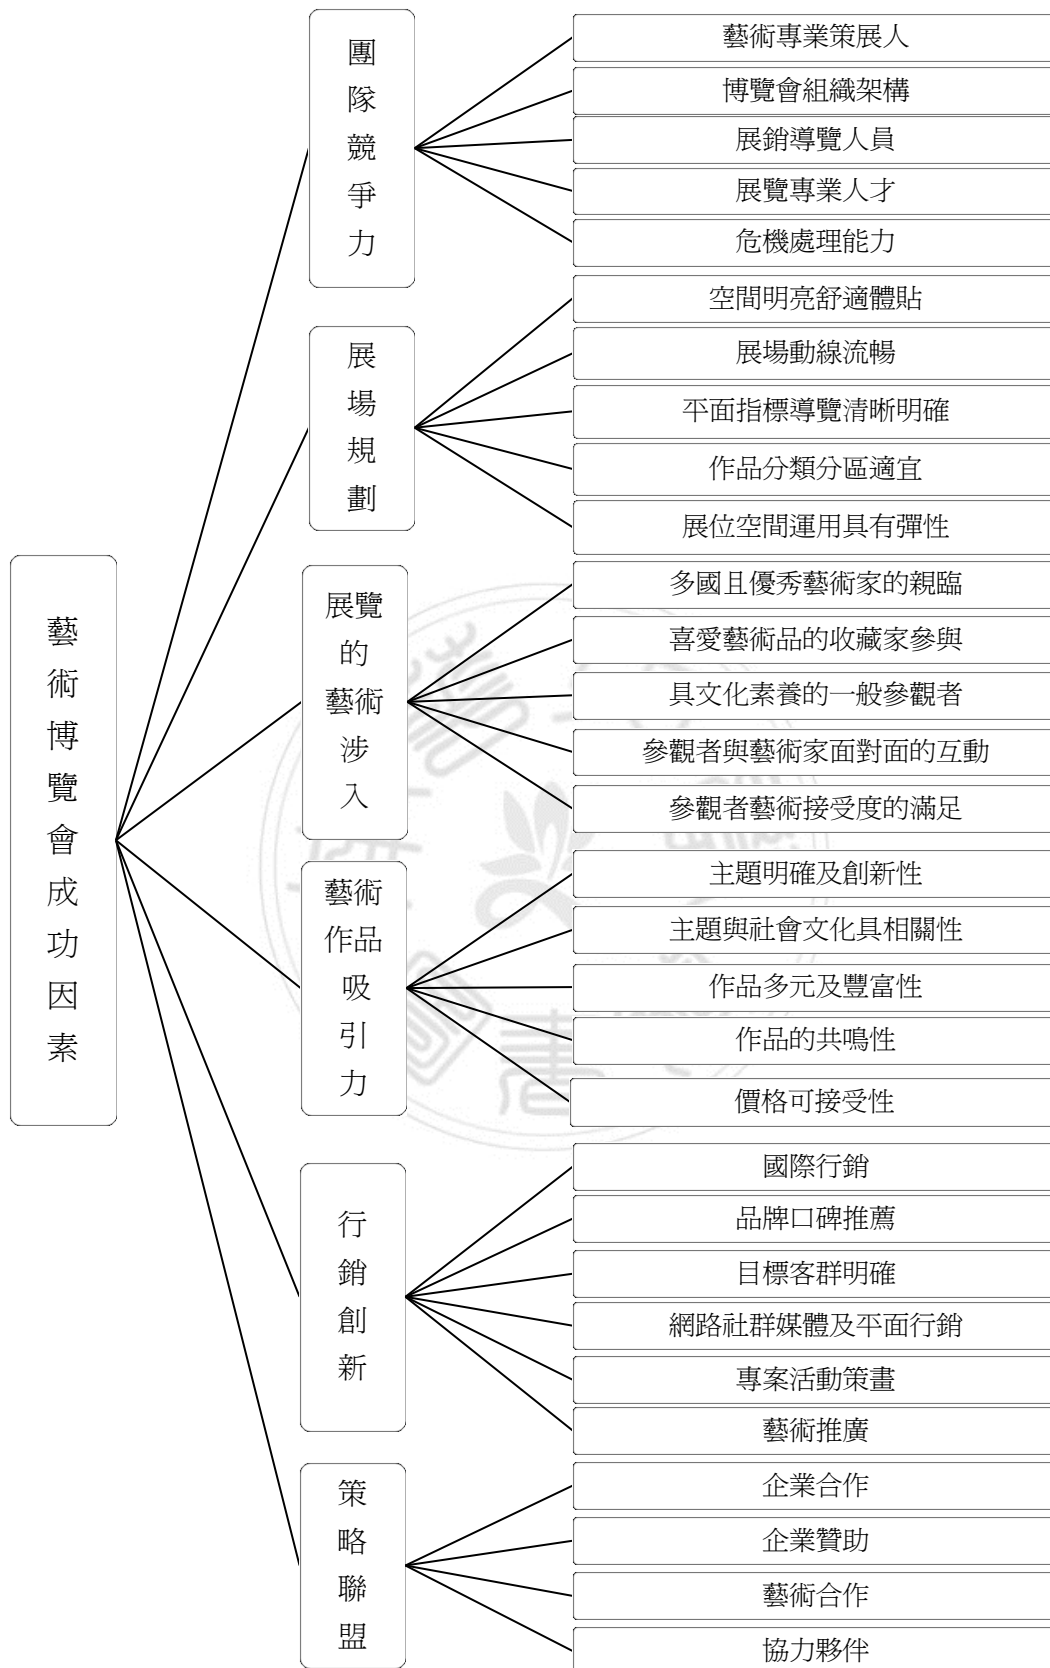 藝術博覽會成功因素
團隊競爭力
藝術專業策展人
博覽會組織架構
展銷導覽人員
展覽專業人才
危機處理能力
展場規劃
空間明亮舒適體貼
展場動線流暢
平面指標導覽清晰明確
作品分類分區適宜
展位空間運用具有彈性
展覽
的
藝術
涉
入
多國且優秀藝術家的親臨
喜愛藝術品的收藏家參與
具文化素養的一般參觀者
參觀者與藝術家面對面的互動
參觀者藝術接受度的滿足
藝術
作品
吸
引
力
主題明確及創新性
主題與社會文化具相關性
作品多元及豐富性
作品的共鳴性
價格可接受性
行銷創新
國際行銷
品牌口碑推薦
目標客群明確
網路社群媒體及平面行銷
專案活動策畫
藝術推廣
策略聯盟
企業合作
企業贊助
藝術合作
協力夥伴